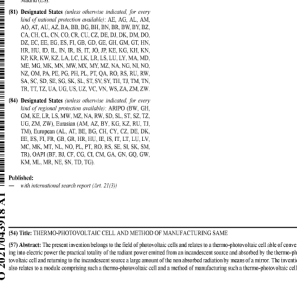 Madrid (ES).
(81) Designated States (unless otherwise indicated, for every
kind of national protection available): AE, AG, AL, AM,
AO, AT, AU, AZ, BA, BB, BG, BH, BN, BR, BW, BY, BZ,
CA, CH, CL, CN, CO, CR, CU, CZ, DE, DJ, DK, DM, DO,
DZ, EC, EE, EG, ES, FI, GB, GD, GE, GH, GM, GT, HN,
HR, HU, ID, IL, IN, IR, IS, IT, JO, JP, KE, KG, KH, KN,
KP, KR, KW, KZ, LA, LC, LK, LR, LS, LU, LY, MA, MD,
ME, MG, MK, MN, MW, MX, MY, MZ, NA, NG, NI, NO,
NZ, OM, PA, PE, PG, PH, PL, PT, QA, RO, RS, RU, RW,
SA, SC, SD, SE, SG, SK, SL, ST, SV, SY, TH, TJ, TM, TN,
TR, TT, TZ, UA, UG, US, UZ, VC, VN, WS, ZA, ZM, ZW.
(84) Designated States (unless otherwise indicated, for every
kind of regional protection available): ARIPO (BW, GH,
GM, KE, LR, LS, MW, MZ, NA, RW, SD, SL, ST, SZ, TZ,
UG, ZM, ZW), Eurasian (AM, AZ, BY, KG, KZ, RU, TJ,
TM), European (AL, AT, BE, BG, CH, CY, CZ, DE, DK,
EE, ES, FI, FR, GB, GR, HR, HU, IE, IS, IT, LT, LU, LV,
MC, MK, MT, NL, NO, PL, PT, RO, RS, SE, SI, SK, SM,
TR), OAPI (BF, BJ, CF, CG, CI, CM, GA, GN, GQ, GW,
KM, ML, MR, NE, SN, TD, TG).
Published:
— with international search report (Art. 21(3))
O 2021/043918 A1
(54) Title: THERMO-PHOTOVOLTAIC CELL AND METHOD OF MANUFACTURING SAME
(57) Abstract: The present invention belongs to the field of photovoltaic cells and relates to a thermo-photovoltaic cell able of conve
ing into electric power the practical totality of the radiant power emitted from an incandescent source and absorbed by the thermo-ph
tovoltaic cell and returning to the incandescent source a large amount of the non absorbed radiation by means of a mirror. The inventi
also relates to a module comprising such a thermo-photovoltaic cell and a method of manufacturing such a thermo-photovoltaic cell